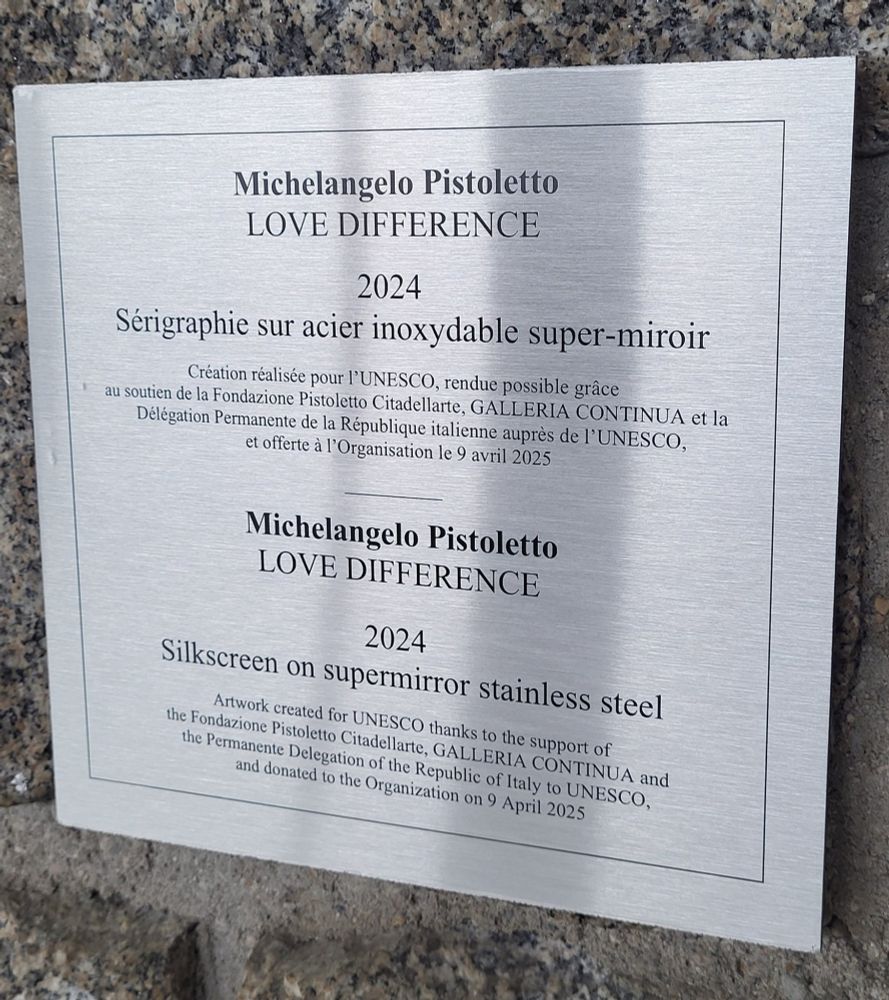 Michelangelo Pistoletto
LOVE DIFFERENCE
2024
Sérigraphie sur acier inoxydable super-miroir
Création réalisée pour l’UNESCO, rendue possible grâce
au soutien de la Fondazione Pistoletto Citadellarte, GALLERIA CONTINUA et la
Délégation Permanente de la République italienne auprès de l’UNESCO,
et offerte à l’Organisation le 9 avril 2025
Michelangelo Pistoletto
LOVE DIFFERENCE
2024
Silkscreen on supermirror stainless steel
Artwork created for UNESCO thanks to the support of
the Fondazione Pistoletto Citadellarte, GALLERIA CONTINUA and
the Permanente Delegation of the Republic of Italy to UNESCO,
and donated to the Organization on 9 April 2025